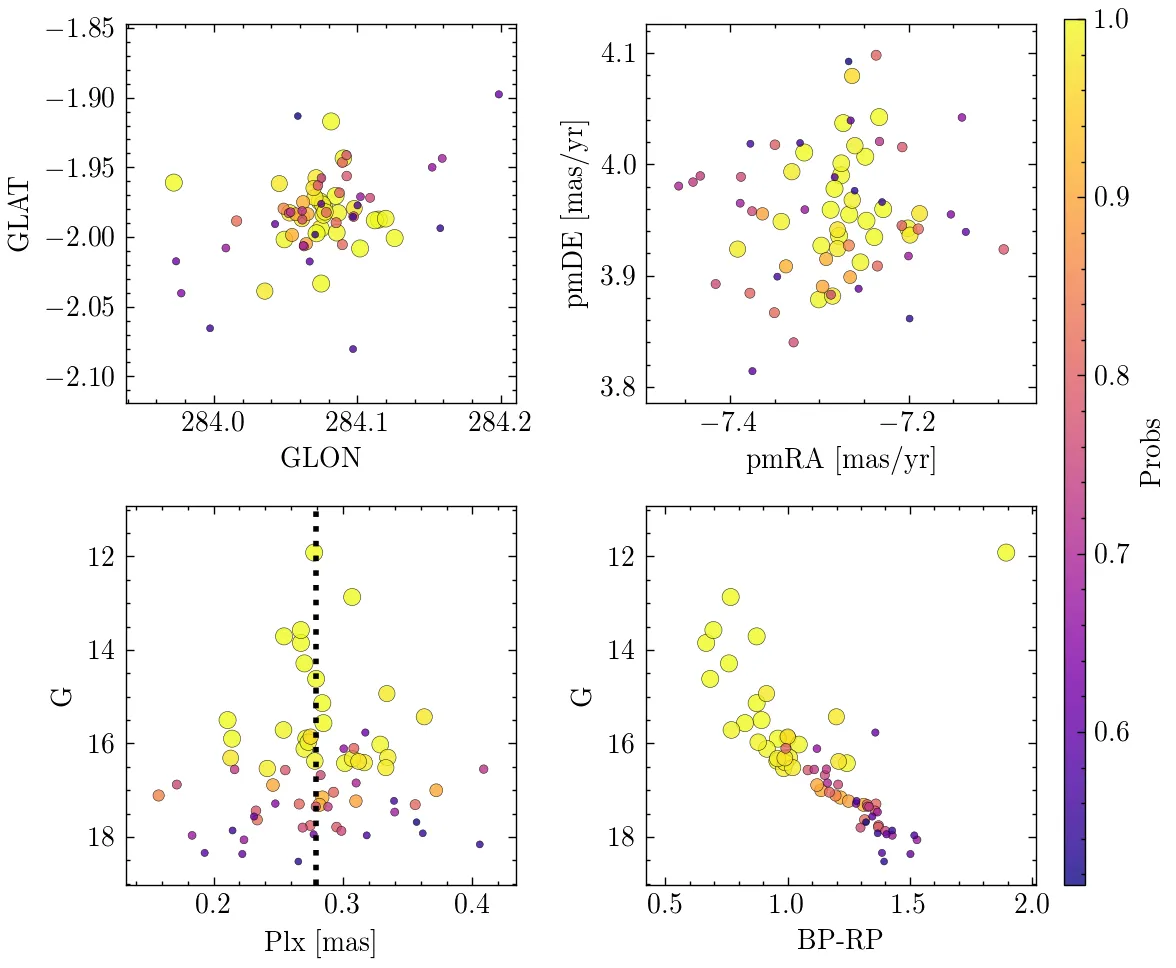 −1.85
−1.90
−1.95
−2.00
−2.05
−2.10
GLAT
284.0 284.1 284.2
GLON
4.1
4.0
3.9
3.8
pmDE [mas/yr]
−7.4 −7.2
pmRA [mas/yr]
12
14
16
18
G
0.2 0.3 0.4
Plx [mas]
12
14
16
18
G
0.5 1.0 1.5 2.0
BP-RP
1.0
0.9
0.8
0.7
0.6
Probs